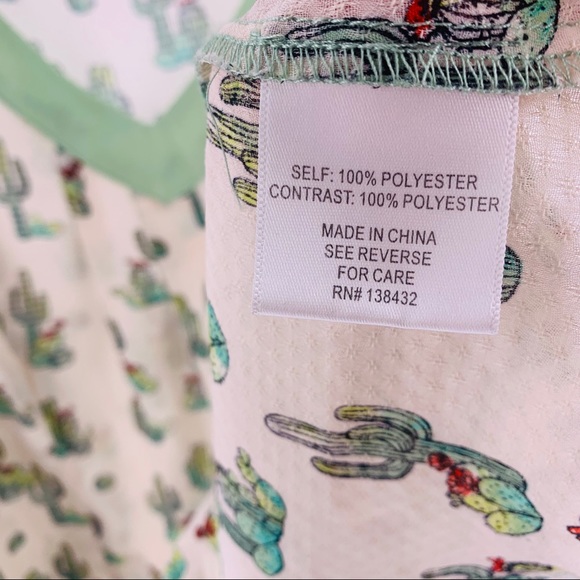 SELF: 100% POLYESTER
CONTRAST: 100% POLYESTER
MADE IN CHINA
SEE REVERSE
FOR CARE
RN# 138432